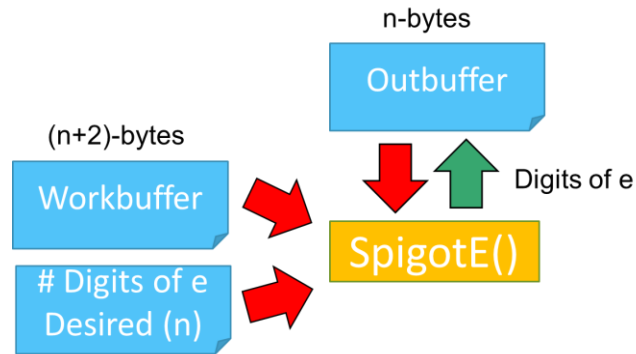 n-bytes
Outbuffer
(n+2)-bytes
Workbuffer
Digits of e
SpigotE()
# Digits of e
Desired (n)